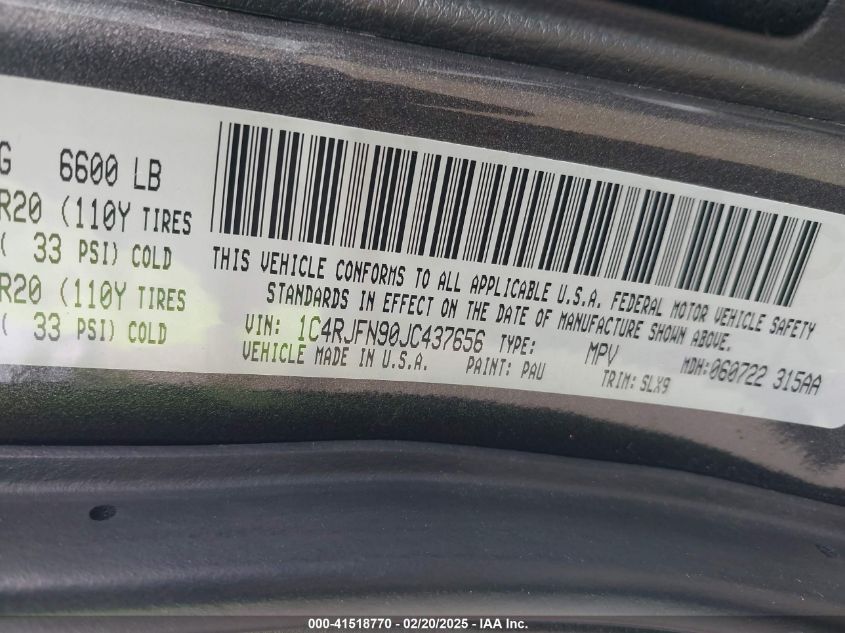 G 6600 LB
R20 (110Y TIRES
( 33 PSI) COLD
R20 (110Y TIRES
( 33 PSI) COLD
THIS VEHICLE CONFORMS TO ALL APPLICABLE U.S.A. FEDERAL MOTOR VEHICLE SAFETY
STANDARDS IN EFFECT ON THE DATE OF MANUFACTURE SHOWN ABOVE.
VIN: 1C4RJFN90JC437656 TYPE: MPV MDH:060722 315AA
VEHICLE MADE IN U.S.A. PAINT: PAU TRIM: SLX9
000-41518770 - 02/20/2025 - IAA Inc.